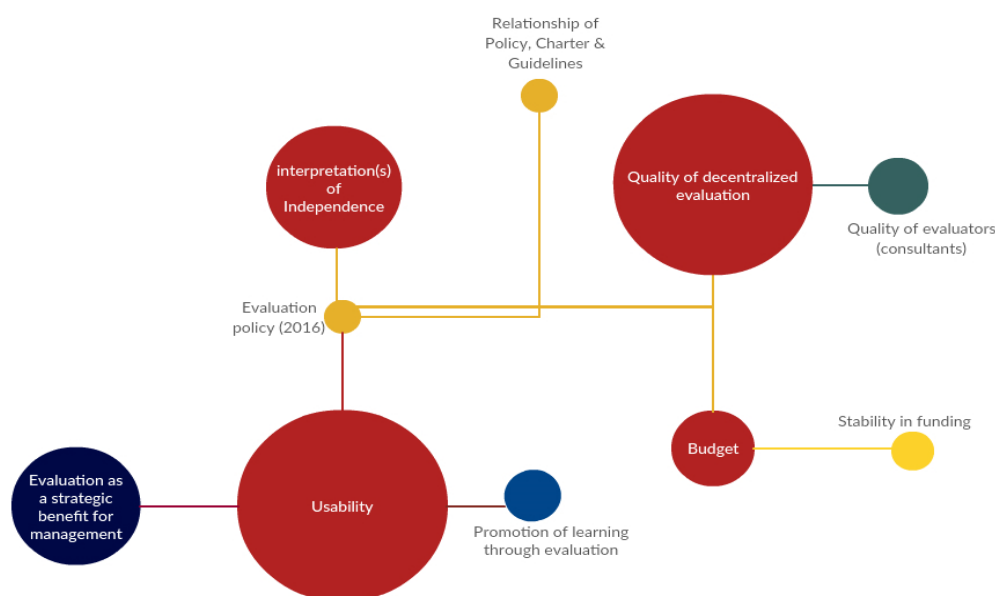 Relationship of
Policy, Charter &
Guidelines
interpretation(s)
of
Independence
Quality of decentralized
evaluation
Quality of evaluators
(consultants)
Evaluation
policy (2016)
Stability in funding
Budget
Evaluation as
a strategic
benefit for
management
Usability
Promotion of learning
through evaluation